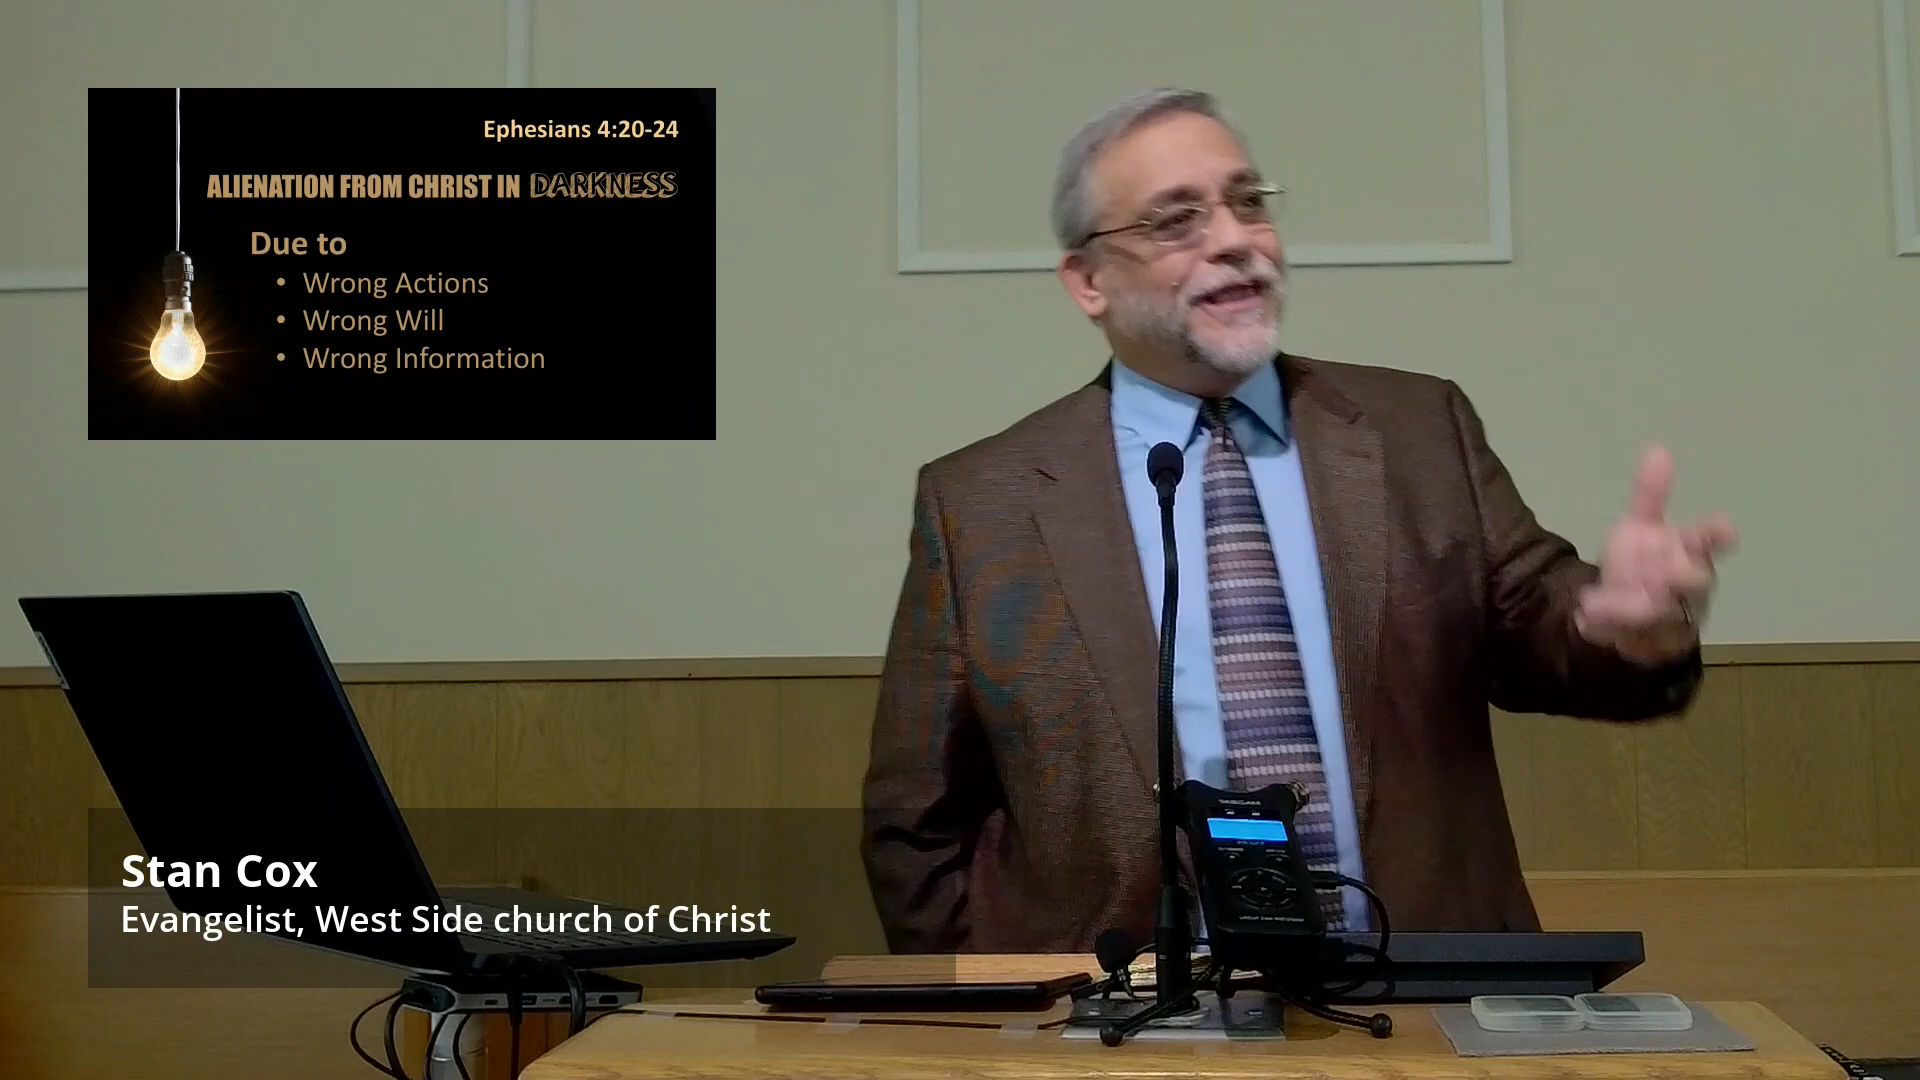 Ephesians 4:20-24
ALIENATION FROM CHRIST IN DARKNESS
Due to
• Wrong Actions
• Wrong Will
• Wrong Information
Stan Cox
Evangelist, West Side church of Christ
TASCAM